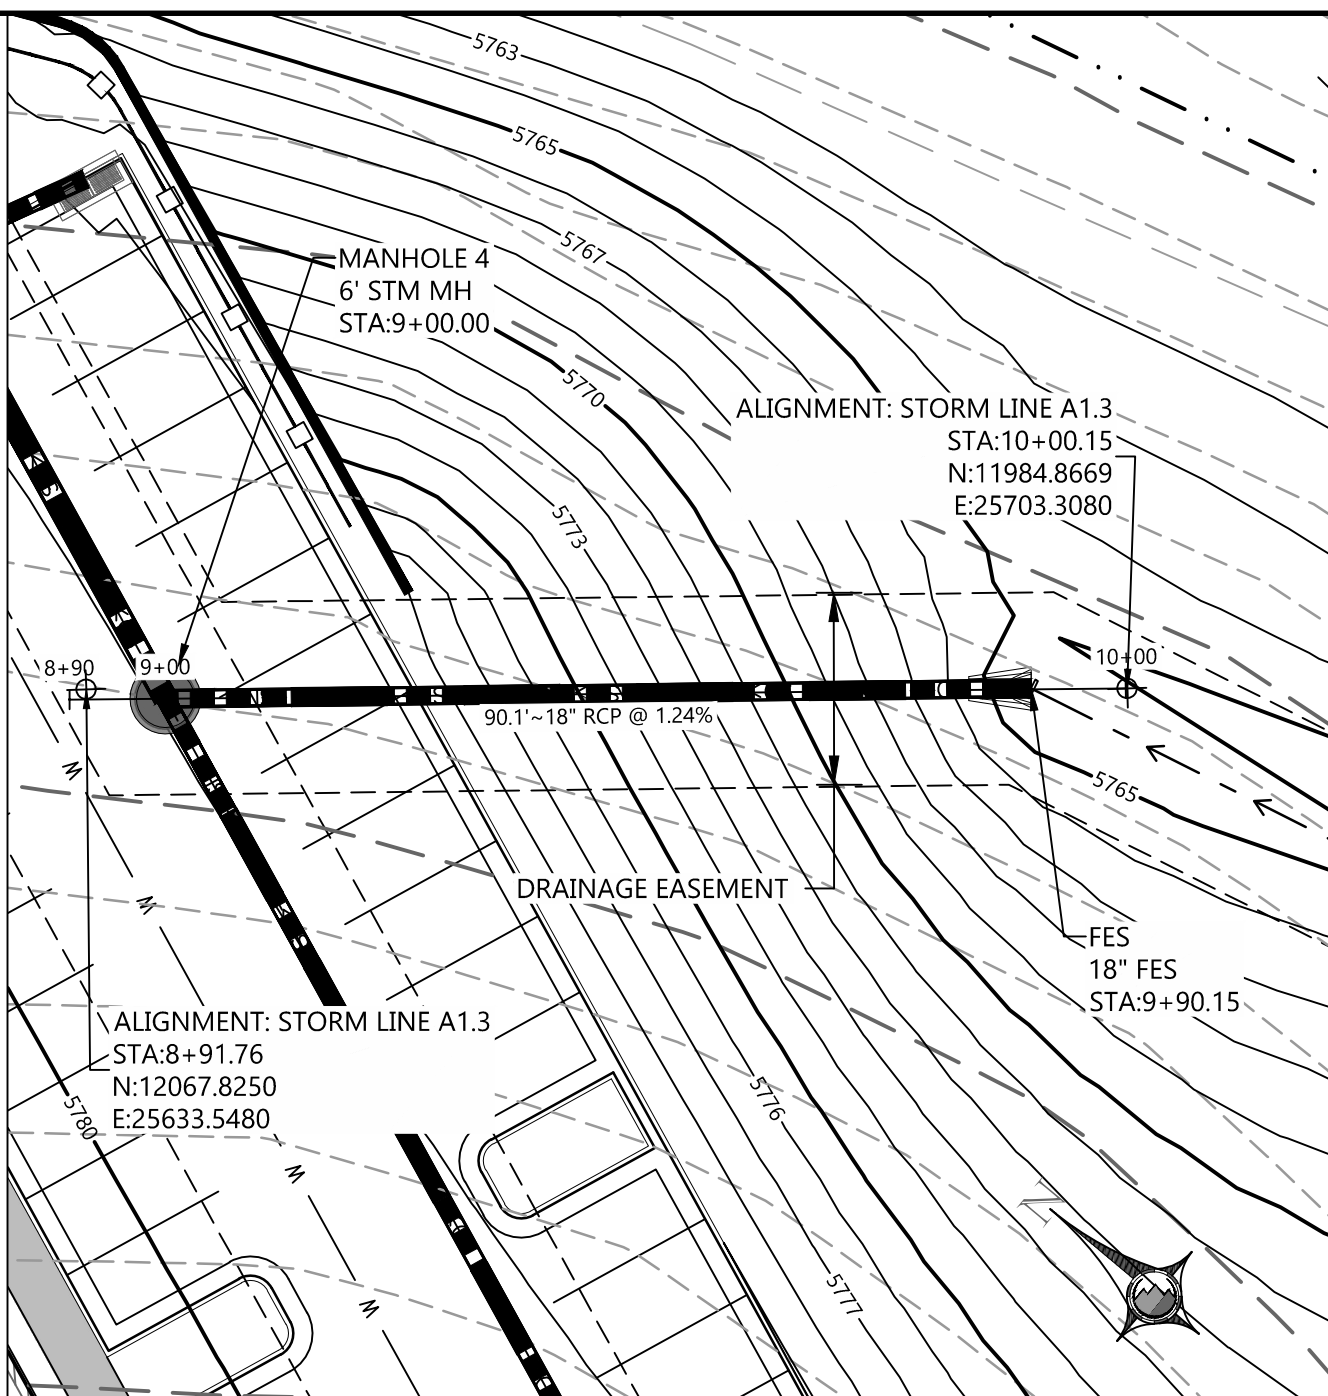 5763
5765
5767
MANHOLE 4
6' STM MH
STA:9+00.00
5770
ALIGNMENT: STORM LINE A1.3
STA:10+00.15
N:11984.8669
E:25703.3080
5773
8+90
9+00
10+00
90.1'~18" RCP @ 1.24%
5765
W
DRAINAGE EASEMENT
W
FES
18" FES
STA:9+90.15
ALIGNMENT: STORM LINE A1.3
STA:8+91.76
N:12067.8250
E:25633.5480
5780
5776
W
N
5777
W